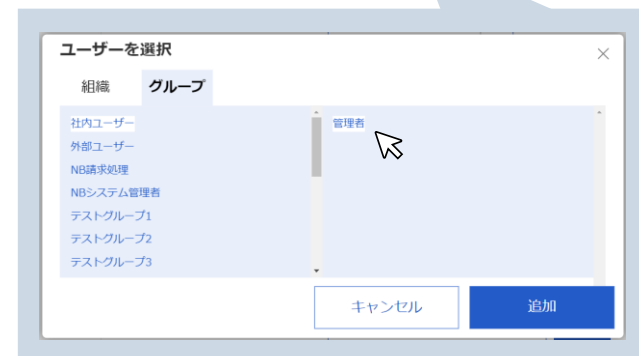 ユーザーを選択
組織
グループ
社内ユーザー
外部ユーザー
NB請求処理
NBシステム管理者
テストグループ1
テストグループ2
テストグループ3
管理者
キャンセル
追加